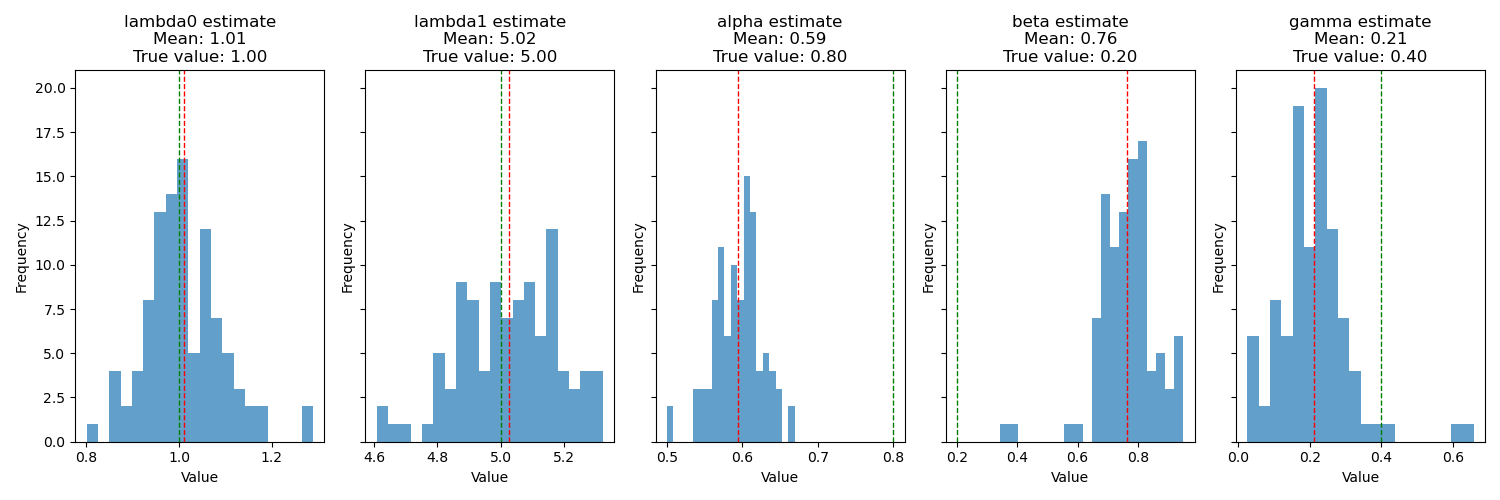 lambda0 estimate
Mean: 1.01
True value: 1.00
lambda1 estimate
Mean: 5.02
True value: 5.00
alpha estimate
Mean: 0.59
True value: 0.80
beta estimate
Mean: 0.76
True value: 0.20
gamma estimate
Mean: 0.21
True value: 0.40
20.0
17.5
15.0
12.5
10.0
7.5
5.0
2.5
0.0
Frequency
0.8 1.0 1.2
Value
Frequency
4.6 4.8 5.0 5.2
Value
Frequency
0.5 0.6 0.7 0.8
Value
Frequency
0.2 0.4 0.6 0.8
Value
Frequency
0.0 0.2 0.4 0.6
Value